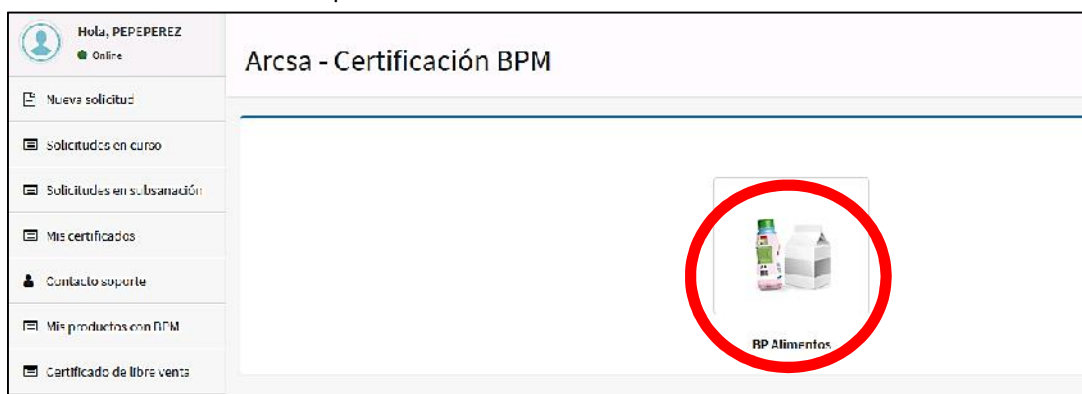 Hola, PEPEPEREZ
Online
Arcsa - Certificación BPM
Nueva solicitud
Solicitudes en curso
Solicitudes en subsanación
Mis certificados
Contacto soporte
Mis productos con BPM
Certificado de libre venta
BP Alimentos